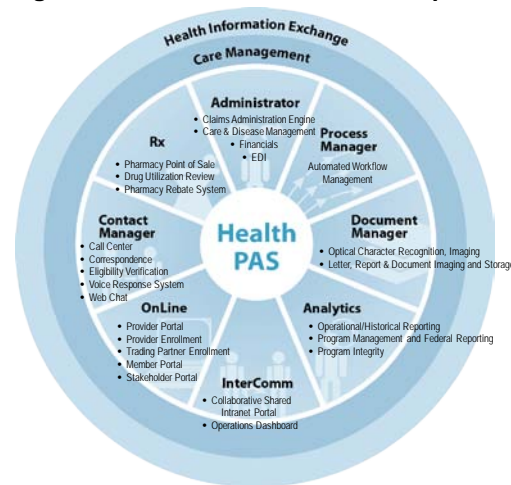 Health Information Exchange
Care Management
Administrator
• Claims Administration Engine
• Care & Disease Management
• Financials
• EDI
Process
Manager
Automated Workflow
Management
Rx
• Pharmacy Point of Sale
• Drug Utilization Review
• Pharmacy Rebate System
Contact
Manager
• Call Center
• Correspondence
• Eligibility Verification
• Voice Response System
• Web Chat
Health
PAS
Document
Manager
• Optical Character Recognition, Imaging
• Letter, Report & Document Imaging and Storage
OnLine
• Provider Portal
• Provider Enrollment
• Trading Partner Enrollment
• Member Portal
• Stakeholder Portal
Analytics
• Operational/Historical Reporting
• Program Management and Federal Reporting
• Program Integrity
InterComm
• Collaborative Shared
Intranet Portal
• Operations Dashboard